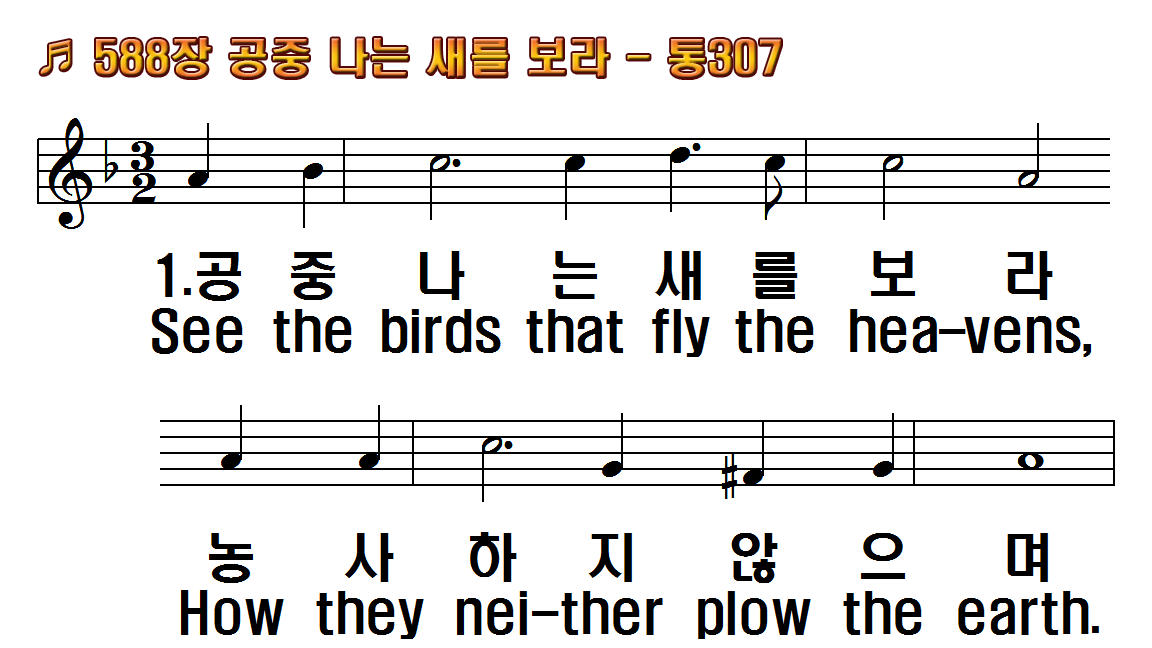 ♬ 588장 공중 나는 새를 보라 - 통307
3
2
1.공 중 나 는 새 를 보 라
See the birds that fly the hea-vens,
농 사 하 지 않 으 며
How they nei-ther plow the earth.